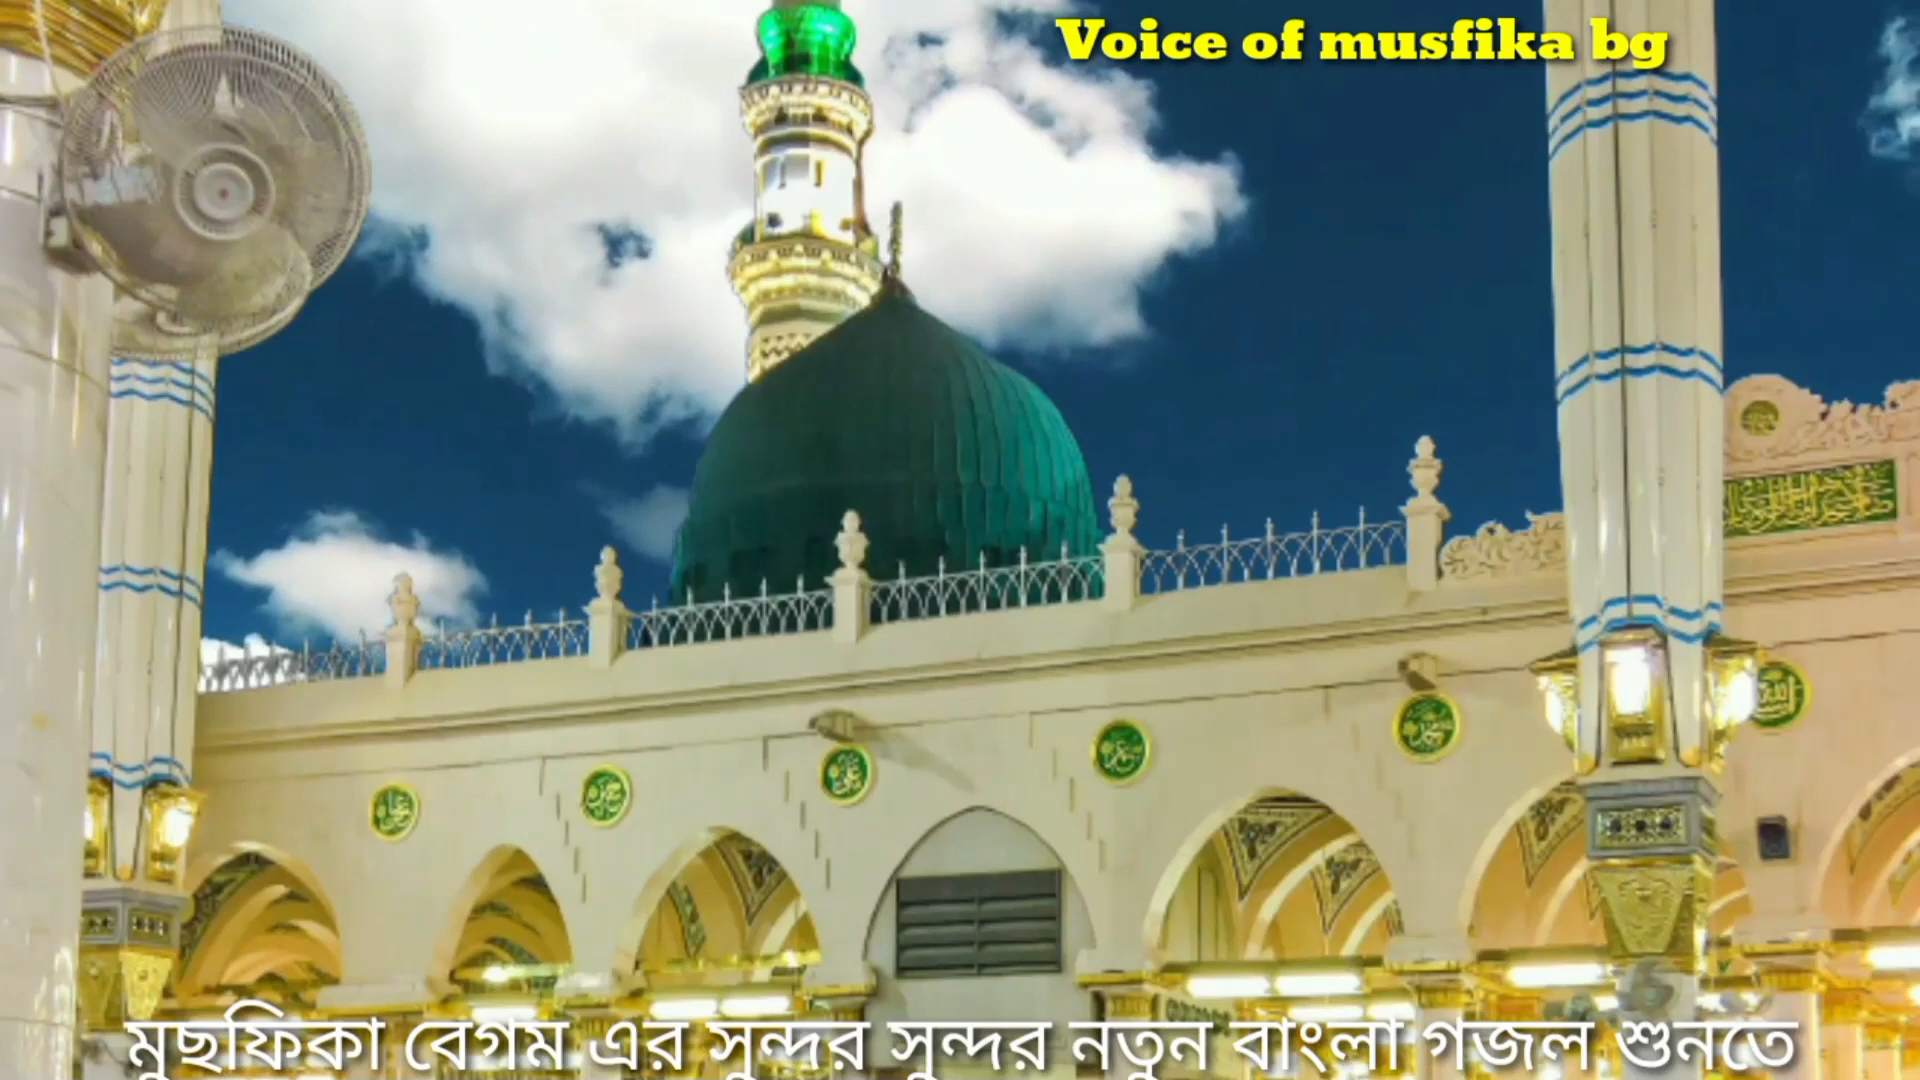 Voice of musfika bg
মুছফিকা বেগম এর সুন্দর সুন্দর নতুন বাংলা গজল শুনতে